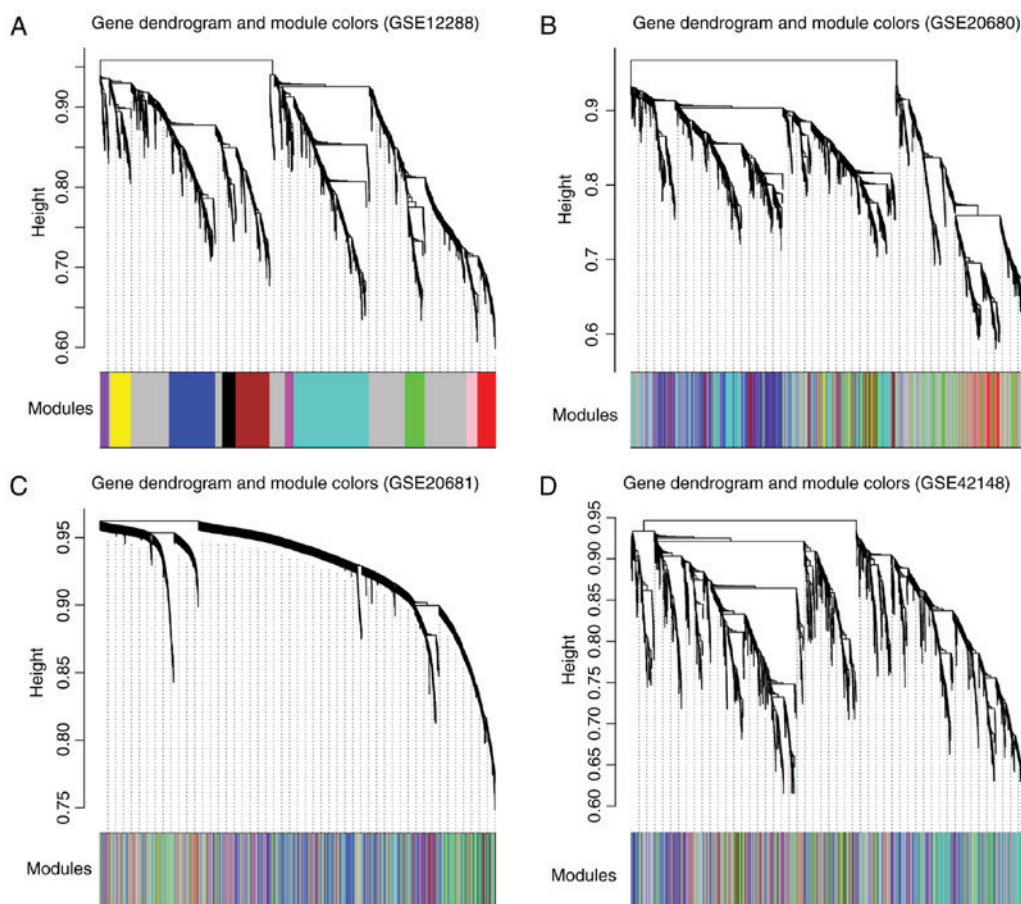 A
Gene dendrogram and module colors (GSE12288)
Height
0.90
0.80
0.70
0.60
Modules
B
Gene dendrogram and module colors (GSE20680)
Height
0.9
0.8
0.7
0.6
Modules
C
Gene dendrogram and module colors (GSE20681)
Height
0.95
0.90
0.85
0.80
0.75
Modules
D
Gene dendrogram and module colors (GSE42148)
Height
0.95
0.90
0.85
0.80
0.75
0.70
0.65
0.60
Modules